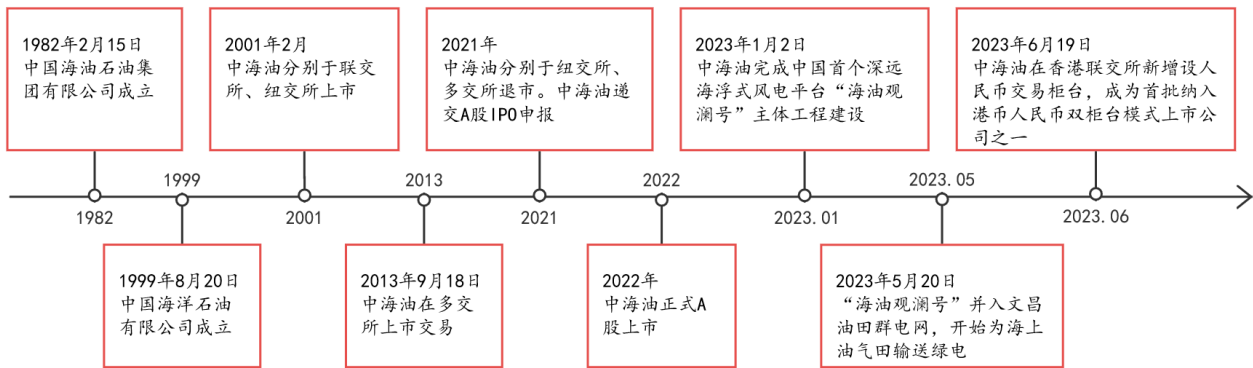 1982年2月15日
中国海油石油集
团有限公司成立
2001年2月
中海油分别于联交
所、纽交所上市
2021年
中海油分别于纽交所、
多交所退市。中海油递
交A股IPO申报
2023年1月2日
中海油完成中国首个深远
海浮式风电平台“海油观
澜号”主体工程建设
2023年6月19日
中海油在香港联交所新增设人
民币交易柜台，成为首批纳入
港币人民币双柜台模式上市公
司之一
1999
2013
2022
2023.05
1982
2001
2021
2023.01
2023.06
1999年8月20日
中国海洋石油
有限公司成立
2013年9月18日
中海油在多交
所上市交易
2022年
中海油正式A
股上市
2023年5月20日
“海油观澜号”并入文昌
油田群电网，开始为海上
油气田输送绿电